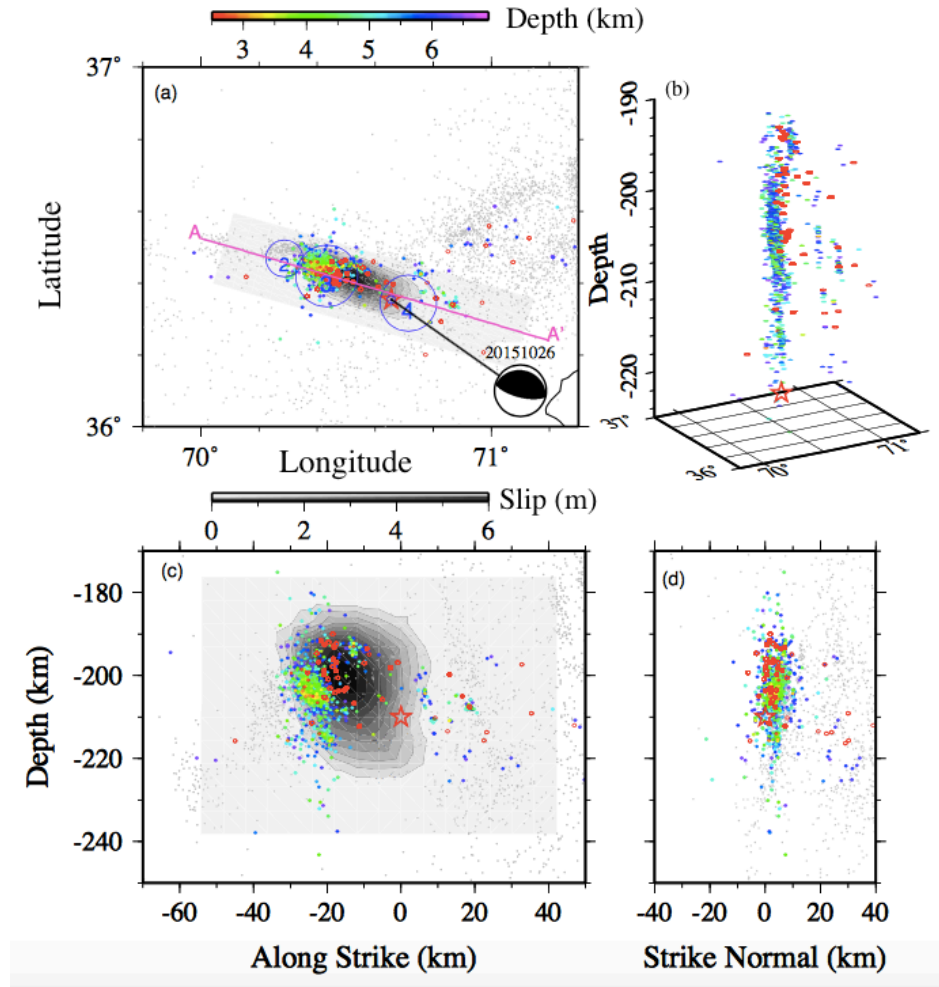 Depth (km)
3 4 5 6
37°
(a)
(b)
-190
Latitude
A
-200
Depth
2
-210
4
A'
20151026
-220
36°
37°
36° 70° 71°
70° Longitude 71°
Slip (m)
0 2 4 6
(c)
(d)
-180
-200
Depth (km)
-220
-240
-60 -40 -20 0 20 40
-40 -20 0 20 40
Along Strike (km)
Strike Normal (km)